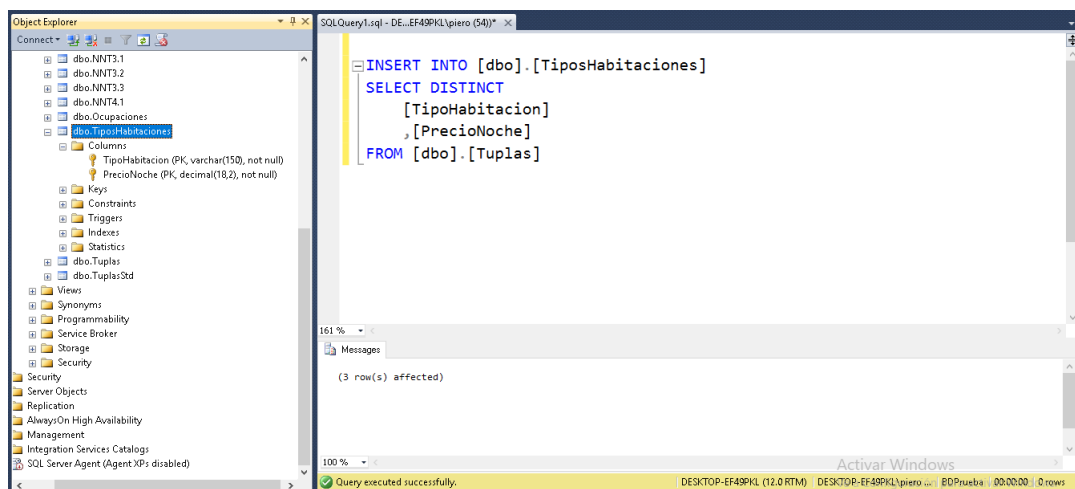 Object Explorer
Connect
dbo.NNT3.1
dbo.NNT3.2
dbo.NNT3.3
dbo.NNT4.1
dbo.Ocupaciones
dbo.TiposHabitaciones
Columns
TipoHabitacion (PK, varchar(150), not null)
PrecioNoche (PK, decimal(18,2), not null)
Keys
Constraints
Triggers
Indexes
Statistics
dbo.Tuplas
dbo.TuplasStd
Views
Synonyms
Programmability
Service Broker
Storage
Security
Security
Server Objects
Replication
AlwaysOn High Availability
Management
Integration Services Catalogs
SQL Server Agent (Agent XPs disabled)
SQLQuery1.sql - DE...EF49PKL\piero (54))*
INSERT INTO [dbo].[TiposHabitaciones]
SELECT DISTINCT
[TipoHabitacion]
,[PrecioNoche]
FROM [dbo].[Tuplas]
161 %
Messages
(3 row(s) affected)
100 %
Activar Windows
Query executed successfully.
DESKTOP-EF49PKL (12.0 RTM)
DESKTOP-EF49PKL\piero ...
BDPrueba
00:00:00
0 rows